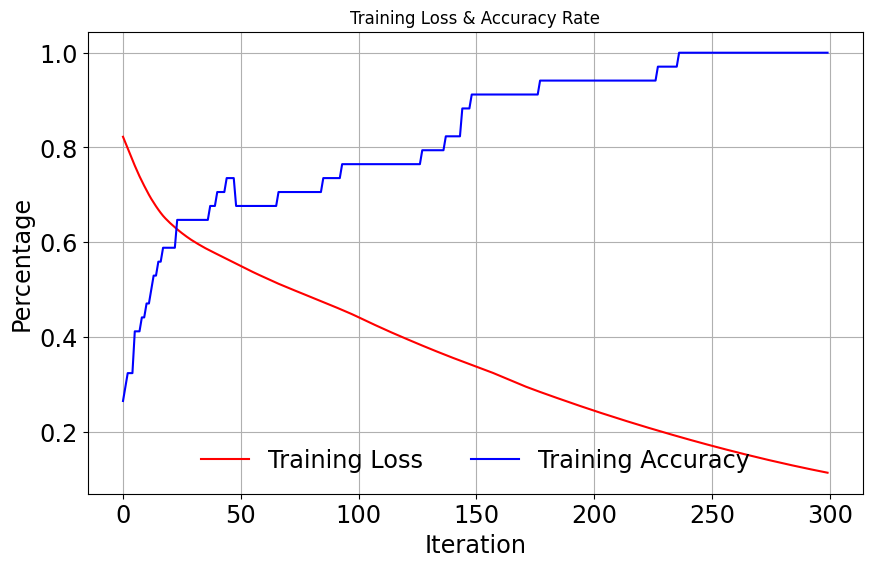 Training Loss & Accuracy Rate
1.0
0.8
0.6
0.4
0.2
Percentage
Training Loss
Training Accuracy
0 50 100 150 200 250 300
Iteration